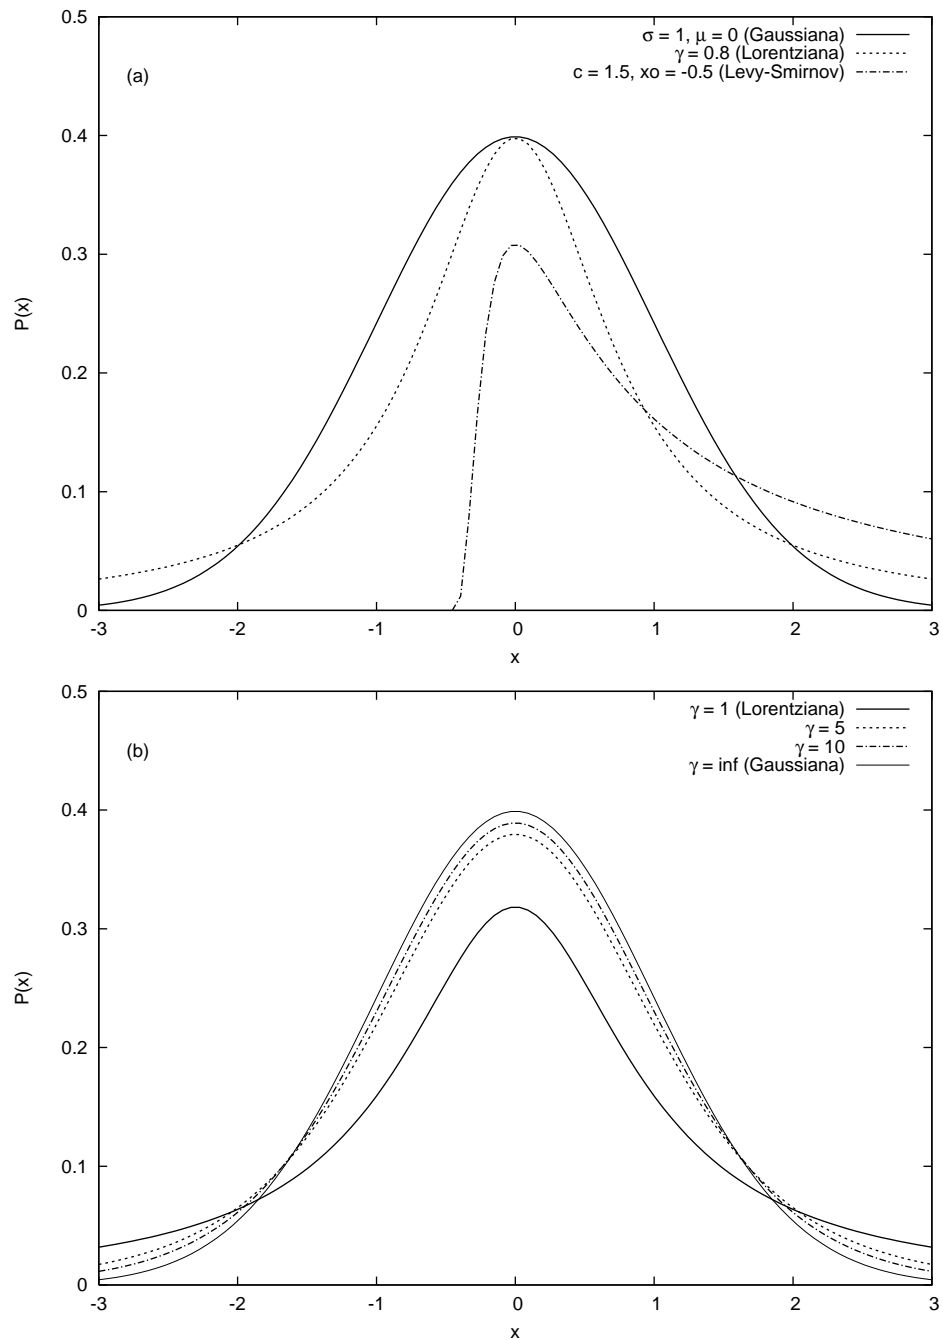 0.5
σ = 1, μ = 0 (Gaussiana)
γ = 0.8 (Lorentziana)
(a)
c = 1.5, xo = -0.5 (Levy-Smirnov)
0.4
0.3
P(x)
0.2
0.1
0
-3 -2 -1 0 1 2 3
x
0.5
γ = 1 (Lorentziana)
γ = 5
(b)
γ = 10
γ = inf (Gaussiana)
0.4
0.3
P(x)
0.2
0.1
0
-3 -2 -1 0 1 2 3
x